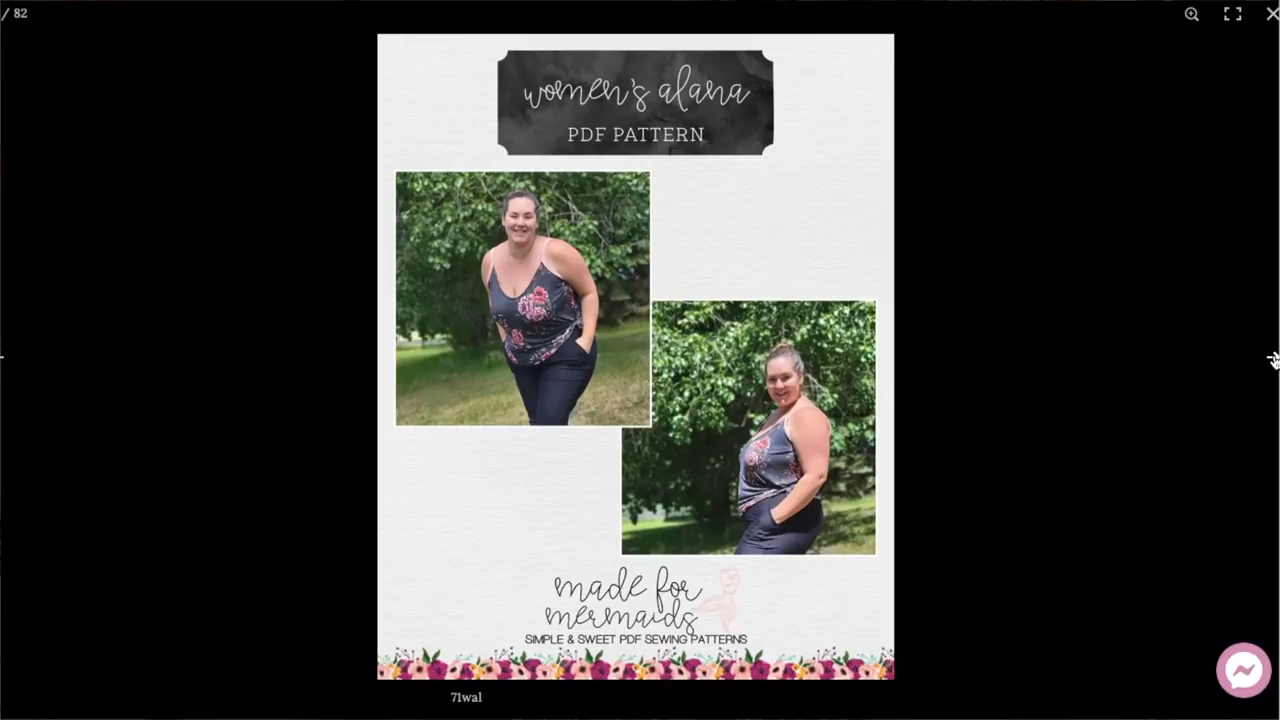 / 82
women's alana
PDF PATTERN
made for
mermaids
SIMPLE & SWEET PDF SEWING PATTERNS
71wal